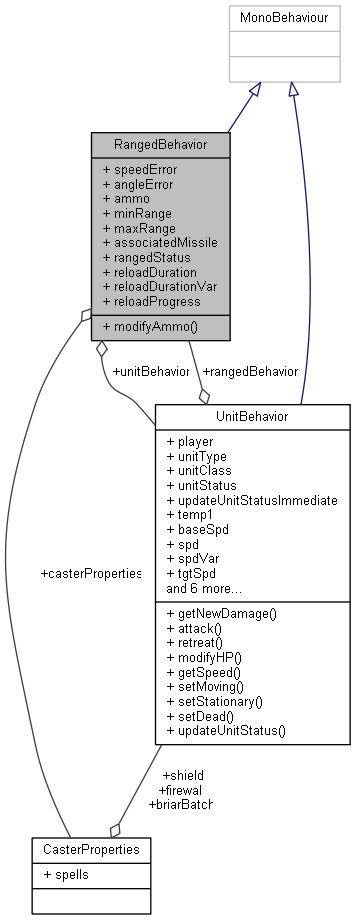 MonoBehaviour
RangedBehavior
+ speedError
+ angleError
+ ammo
+ minRange
+ maxRange
+ associatedMissile
+ rangedStatus
+ reloadDuration
+ reloadDurationVar
+ reloadProgress
+ modifyAmmo()
+unitBehavior
+rangedBehavior
UnitBehavior
+ player
+ unitType
+ unitClass
+ unitStatus
+ updateUnitStatusImmediate
+ temp1
+ baseSpd
+ spd
+ spdVar
+ tgtSpd
and 6 more...
+ getNewDamage()
+ attack()
+ retreat()
+ modifyHP()
+ getSpeed()
+ setMoving()
+ setStationary()
+ setDead()
+ updateUnitStatus()
+casterProperties
+shield
+firewall
+briarBatch
CasterProperties
+ spells